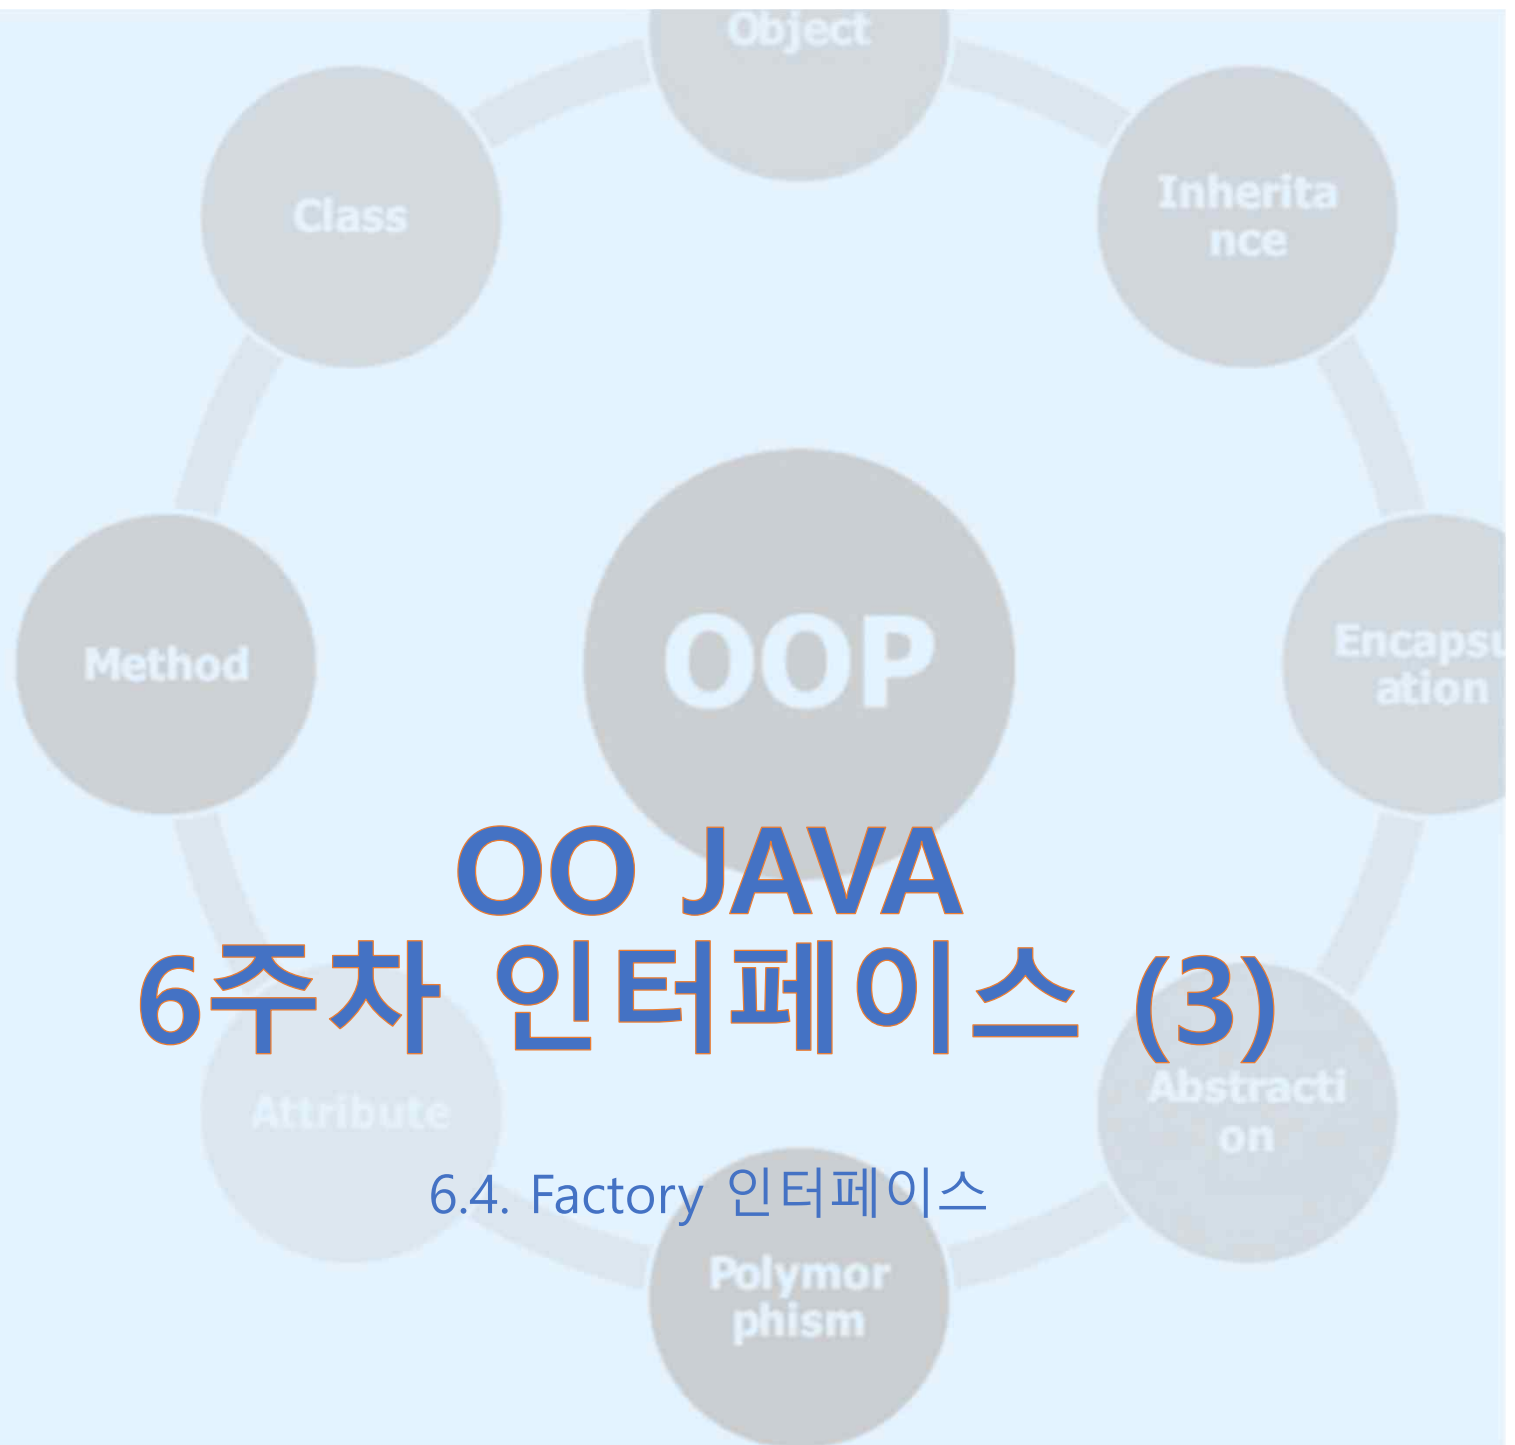 Object
Class
Inherita
nce
Method
OOP
Encapsu
ation
OO JAVA
6주차 인터페이스 (3)
Attribute
Abstracti
on
6.4. Factory 인터페이스
Polymor
phism